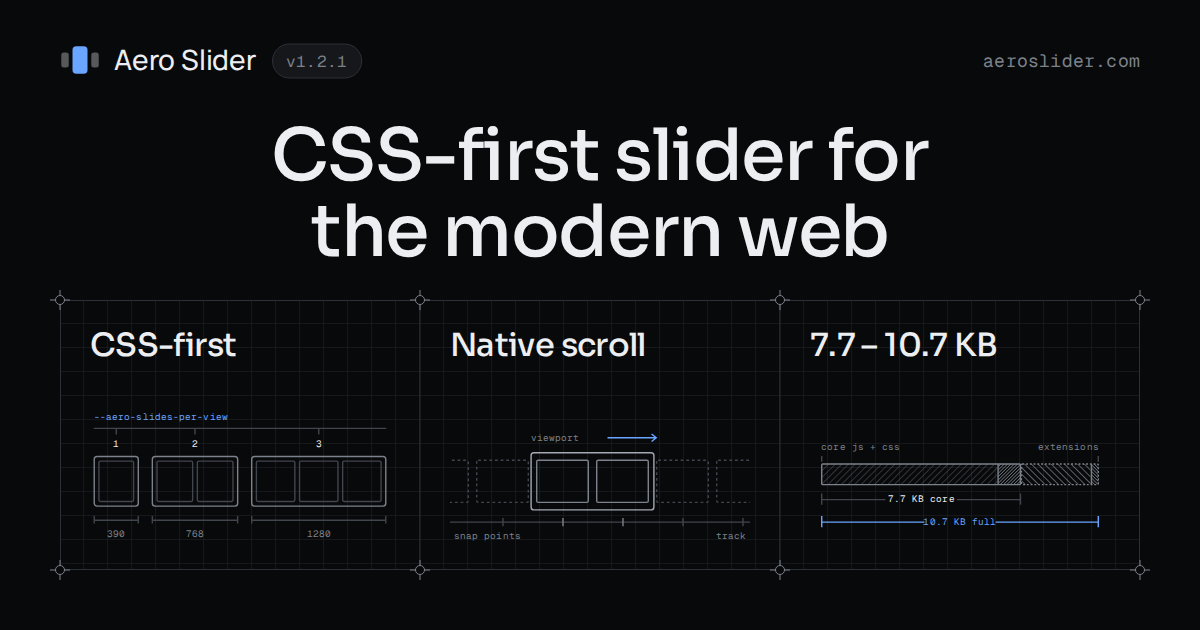 Aero Slider v1.2.1 aeroslider.com
CSS-first slider for
the modern web
CSS-first
--aero-slides-per-view
1 2 3
390 768 1280
Native scroll
viewport
snap points track
7.7 – 10.7 KB
core js + css extensions
7.7 KB core
10.7 KB full